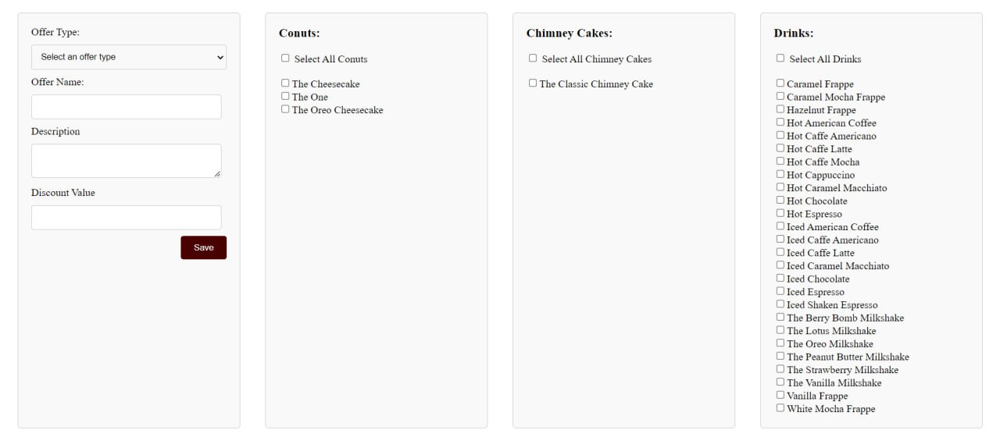 Offer Type:
Select an offer type
Offer Name:
Description
Discount Value
Save
Conuts:
Select All Conuts
The Cheesecake
The One
The Oreo Cheesecake
Chimney Cakes:
Select All Chimney Cakes
The Classic Chimney Cake
Drinks:
Select All Drinks
Caramel Frappe
Caramel Mocha Frappe
Hazelnut Frappe
Hot American Coffee
Hot Caffe Americano
Hot Caffe Latte
Hot Caffe Mocha
Hot Cappuccino
Hot Caramel Macchiato
Hot Chocolate
Hot Espresso
Iced American Coffee
Iced Caffe Americano
Iced Caffe Latte
Iced Caramel Macchiato
Iced Chocolate
Iced Espresso
Iced Shaken Espresso
The Berry Bomb Milkshake
The Lotus Milkshake
The Oreo Milkshake
The Peanut Butter Milkshake
The Strawberry Milkshake
The Vanilla Milkshake
Vanilla Frappe
White Mocha Frappe